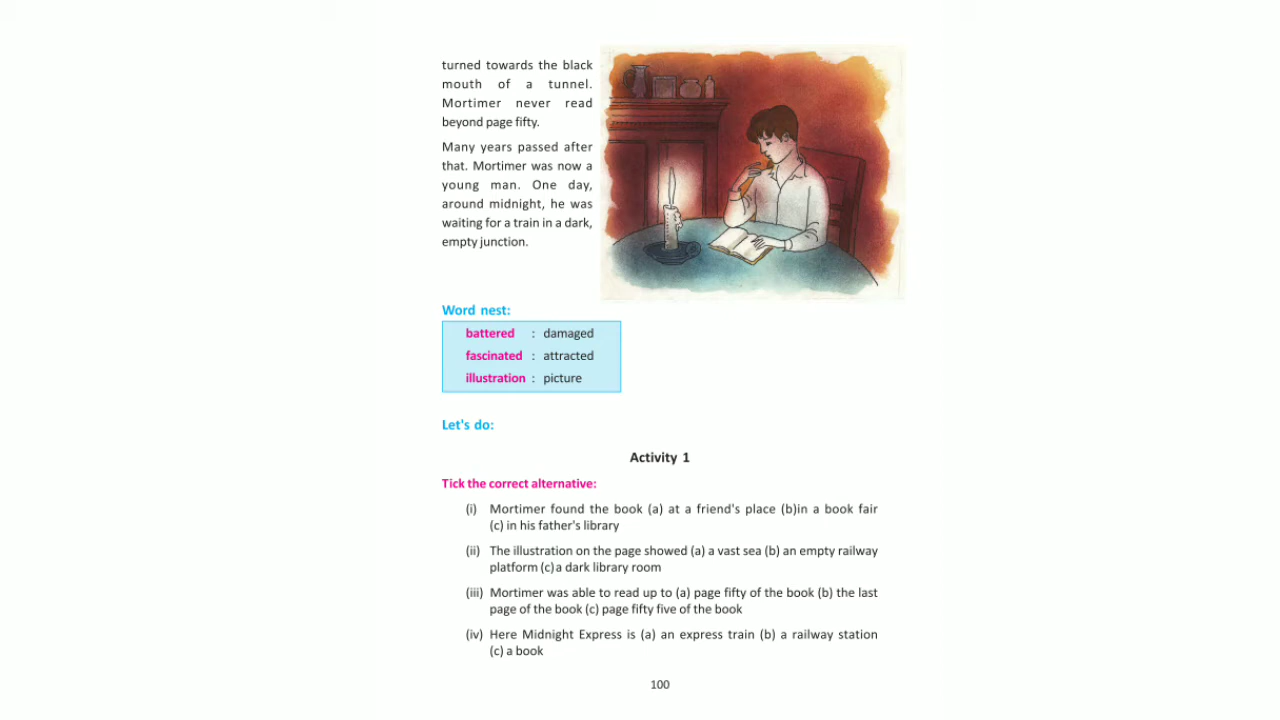 turned towards the black
mouth of a tunnel.
Mortimer never read
beyond page fifty.
Many years passed after
that. Mortimer was now a
young man. One day,
around midnight, he was
waiting for a train in a dark,
empty junction.
Word nest:
battered : damaged
fascinated : attracted
illustration : picture
Let's do:
Activity 1
Tick the correct alternative:
(i) Mortimer found the book (a) at a friend's place (b)in a book fair
(c) in his father's library
(ii) The illustration on the page showed (a) a vast sea (b) an empty railway
platform (c) a dark library room
(iii) Mortimer was able to read up to (a) page fifty of the book (b) the last
page of the book (c) page fifty five of the book
(iv) Here Midnight Express is (a) an express train (b) a railway station
(c) a book
100